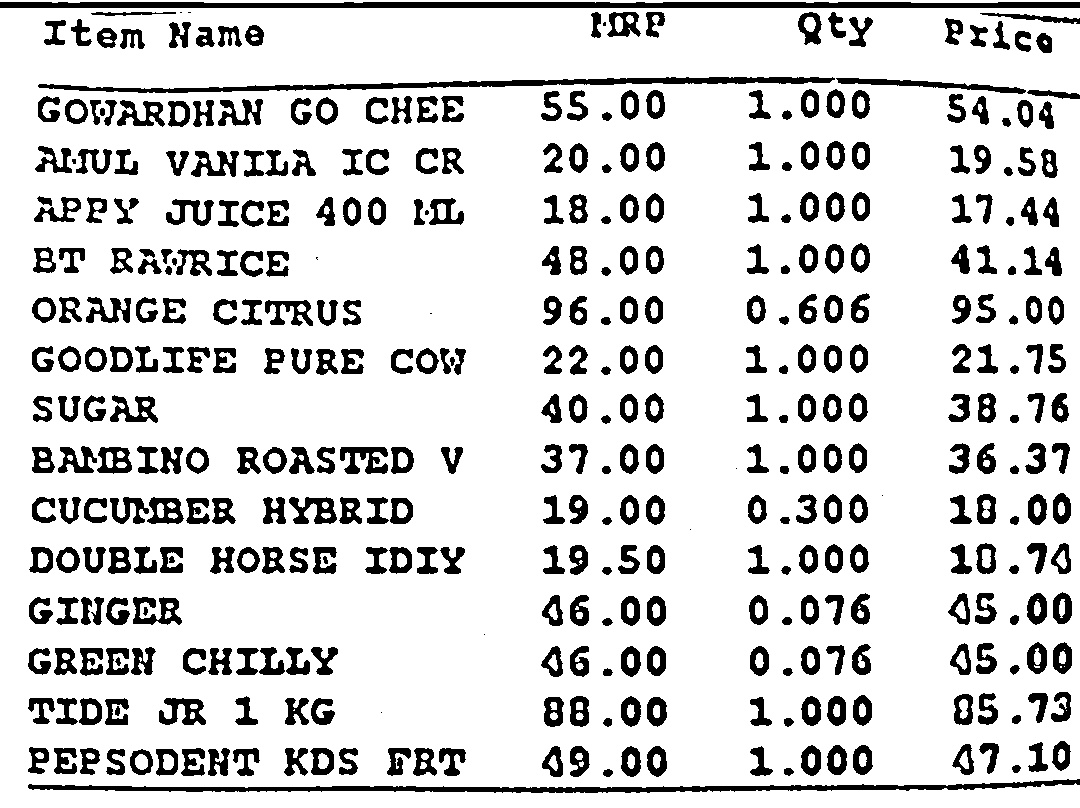 Item Name MRP Qty Price
GOWARDHAN GO CHEE 55.00 1.000 54.04
AMUL VANILA IC CR 20.00 1.000 19.58
APPY JUICE 400 ML 18.00 1.000 17.44
BT RAWRICE 48.00 1.000 41.14
ORANGE CITRUS 96.00 0.606 95.00
GOODLIFE PURE COW 22.00 1.000 21.75
SUGAR 40.00 1.000 38.76
BAMBINO ROASTED V 37.00 1.000 36.37
CUCUMBER HYBRID 19.00 0.300 18.00
DOUBLE HORSE IDIY 19.50 1.000 18.74
GINGER 46.00 0.076 45.00
GREEN CHILLY 46.00 0.076 45.00
TIDE JR 1 KG 88.00 1.000 85.73
PEPSODENT KDS FRT 49.00 1.000 47.10